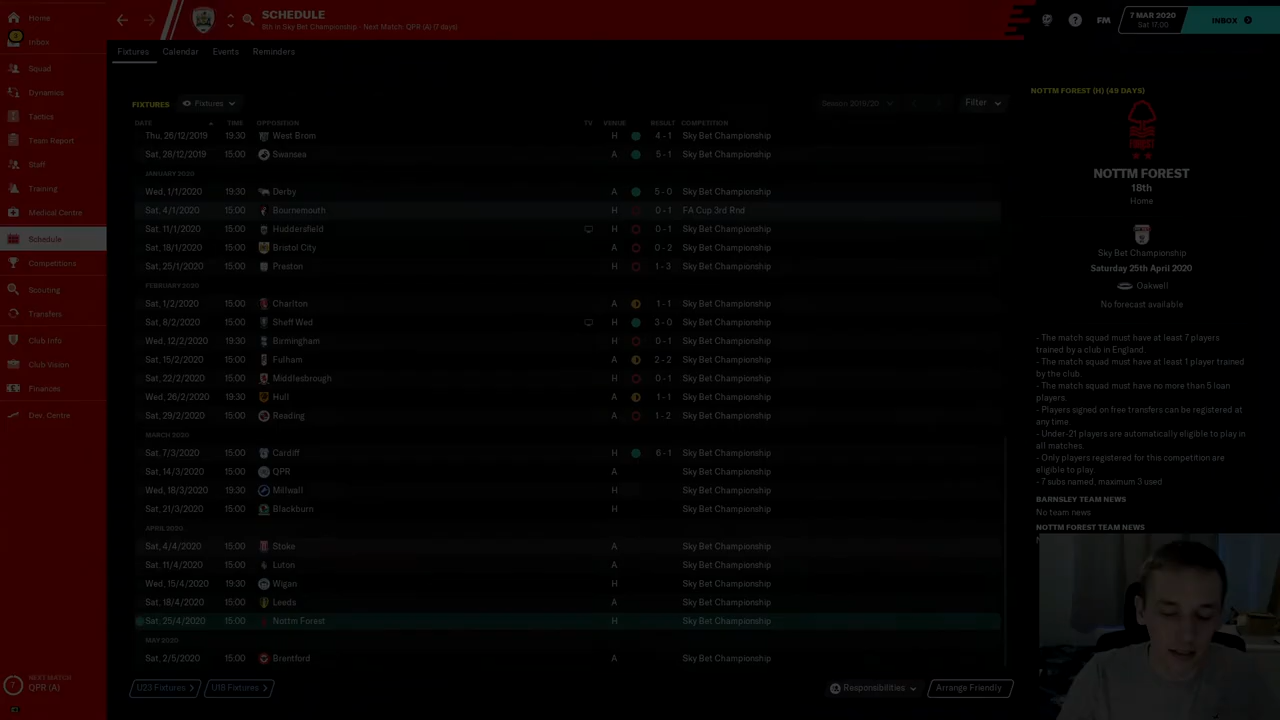 Home
Inbox
Squad
Dynamics
Tactics
Team Report
Staff
Training
Medical Centre
Schedule
Competitions
Scouting
Transfers
Club Info
Club Vision
Finances
Dev. Centre
NEXT MATCH
7 QPR (A)
SCHEDULE
8th in Sky Bet Championship - Next Match: QPR (A) (7 days)
FM
7 MAR 2020
Sat 17:00
INBOX
Fixtures Calendar Events Reminders
FIXTURES Fixtures Season 2019/20 Filter
DATE TIME OPPOSITION TV VENUE RESULT COMPETITION
Thu, 26/12/2019 19:30 West Brom H 4 - 1 Sky Bet Championship
Sat, 28/12/2019 15:00 Swansea A 5 - 1 Sky Bet Championship
JANUARY 2020
Wed, 1/1/2020 19:30 Derby A 5 - 0 Sky Bet Championship
Sat, 4/1/2020 15:00 Bournemouth H 0 - 1 FA Cup 3rd Rnd
Sat, 11/1/2020 15:00 Huddersfield H 0 - 1 Sky Bet Championship
Sat, 18/1/2020 15:00 Bristol City A 0 - 2 Sky Bet Championship
Sat, 25/1/2020 15:00 Preston H 1 - 3 Sky Bet Championship
FEBRUARY 2020
Sat, 1/2/2020 15:00 Charlton A 1 - 1 Sky Bet Championship
Sat, 8/2/2020 15:00 Sheff Wed H 3 - 0 Sky Bet Championship
Wed, 12/2/2020 19:30 Birmingham H 0 - 1 Sky Bet Championship
Sat, 15/2/2020 15:00 Fulham A 2 - 2 Sky Bet Championship
Sat, 22/2/2020 15:00 Middlesbrough H 0 - 1 Sky Bet Championship
Wed, 26/2/2020 19:30 Hull A 1 - 1 Sky Bet Championship
Sat, 29/2/2020 15:00 Reading A 1 - 2 Sky Bet Championship
MARCH 2020
Sat, 7/3/2020 15:00 Cardiff H 6 - 1 Sky Bet Championship
Sat, 14/3/2020 15:00 QPR A Sky Bet Championship
Wed, 18/3/2020 19:30 Millwall H Sky Bet Championship
Sat, 21/3/2020 15:00 Blackburn H Sky Bet Championship
APRIL 2020
Sat, 4/4/2020 15:00 Stoke A Sky Bet Championship
Sat, 11/4/2020 15:00 Luton A Sky Bet Championship
Wed, 15/4/2020 19:30 Wigan H Sky Bet Championship
Sat, 18/4/2020 15:00 Leeds A Sky Bet Championship
Sat, 25/4/2020 15:00 Nottm Forest H Sky Bet Championship
MAY 2020
Sat, 2/5/2020 15:00 Brentford A Sky Bet Championship
U23 Fixtures U18 Fixtures Responsibilities Arrange Friendly
NOTTM FOREST (H) (49 DAYS)
NOTTM FOREST
18th
Home
Sky Bet Championship
Saturday 25th April 2020
Oakwell
No forecast available
- The match squad must have at least 7 players
trained by a club in England.
- The match squad must have at least 1 player trained
by the club.
- The match squad must have no more than 5 loan
players.
- Players signed on free transfers can be registered at
any time.
- Under-21 players are automatically eligible to play in
all matches.
- Only players registered for this competition are
eligible to play.
- 7 subs named, maximum 3 used
BARNSLEY TEAM NEWS
No team news
NOTTM FOREST TEAM NEWS